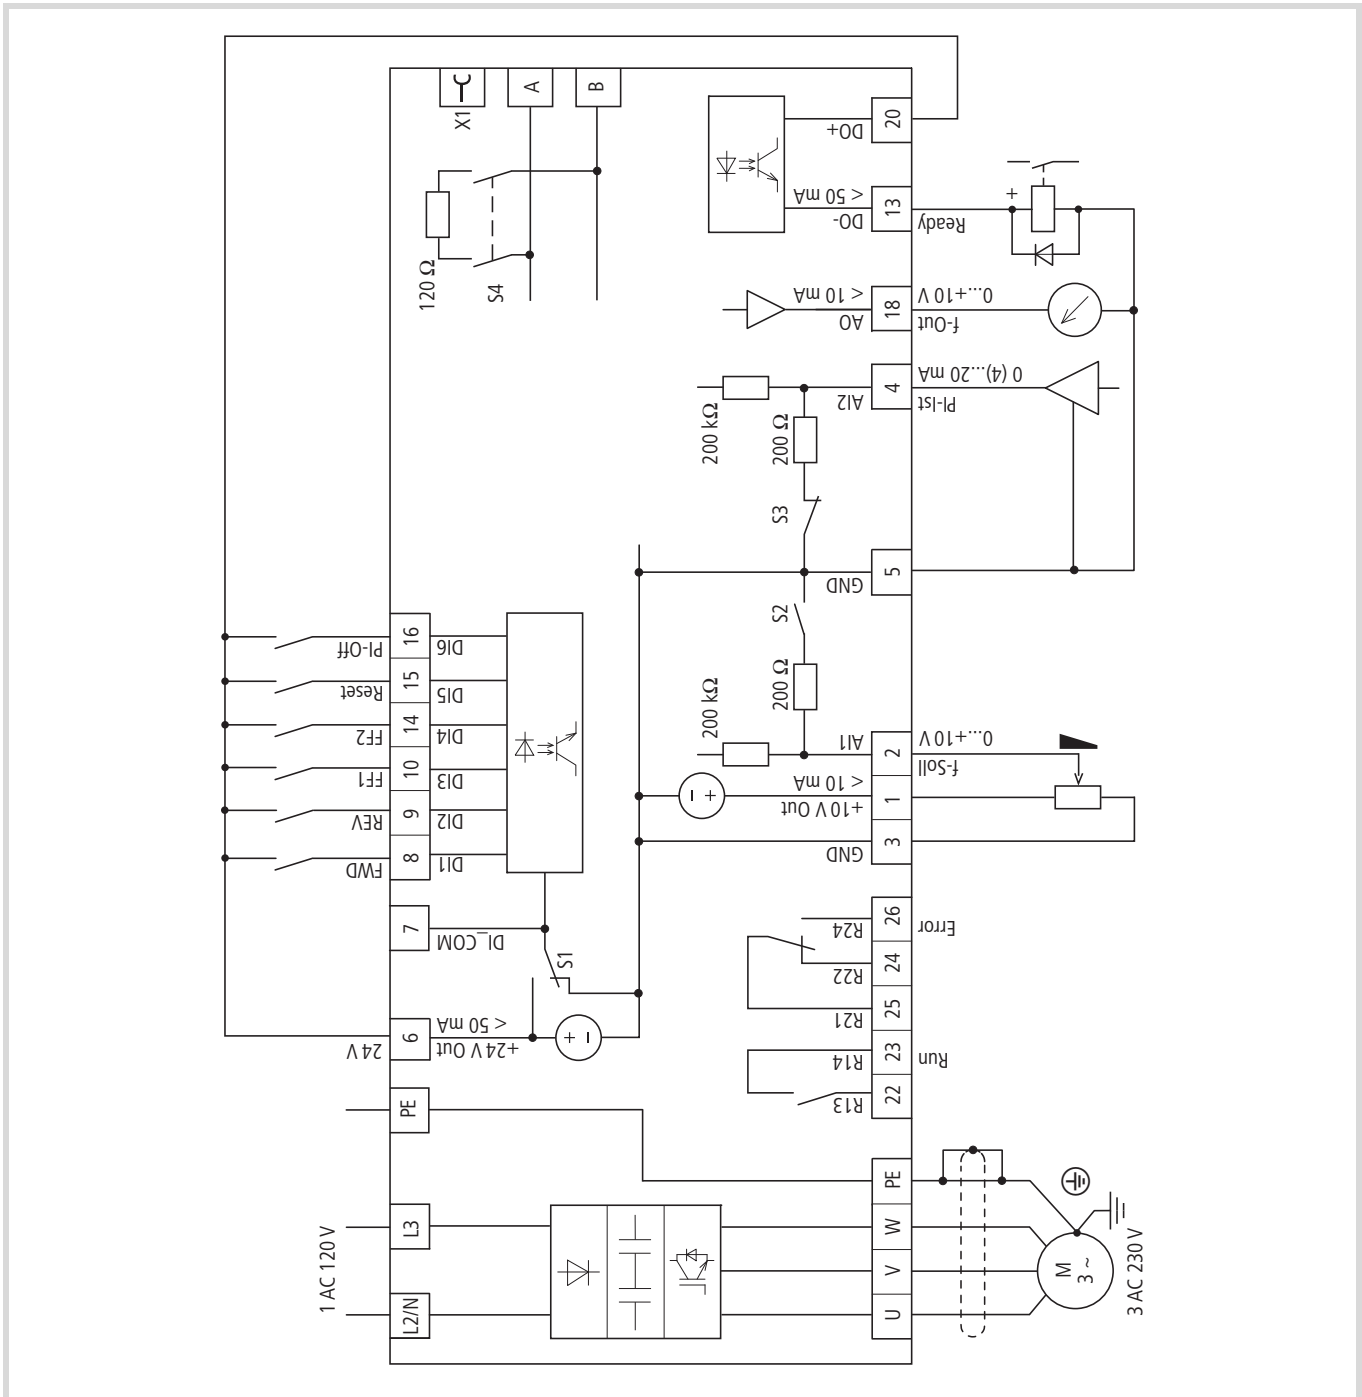 X1
A
B
120 Ω
S4
DO+
20
< 50 mA
DO-
13
Ready
+
< 10 mA
AO
18
0...+10 V
f-Out
AI2
4
0 (4)...20 mA
PI-Ist
200 kΩ
200 Ω
S3
GND
5
S2
200 Ω
200 kΩ
AI1
2
0...+10 V
f-Soll
< 10 mA
+10 V Out
1
GND
3
PI-Off
16
DI6
Reset
15
DI5
FF2
14
DI4
FF1
10
DI3
REV
9
DI2
FWD
8
DI1
7
DI_COM
S1
24 V
6
< 50 mA
+24 V Out
R24
26
Error
R22
24
R21
25
R14
23
Run
R13
22
PE
PE
1 AC 120 V
L3
L2/N
W
V
U
M
3 ~
3 AC 230 V